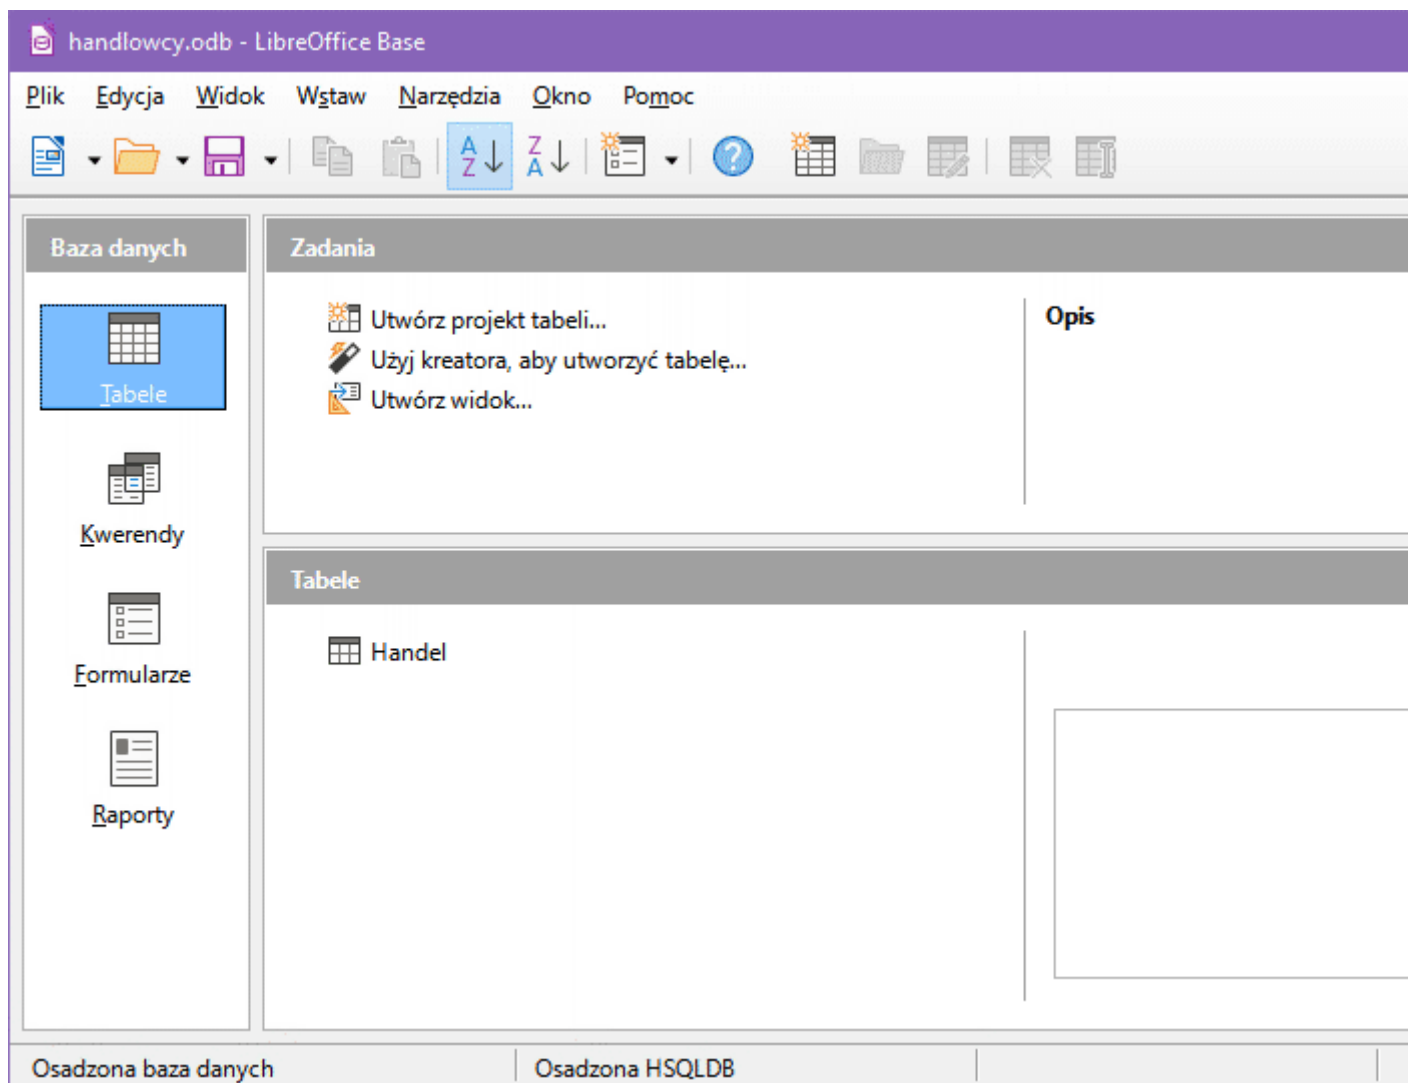 handlowcy.odb - LibreOffice Base
Plik Edycja Widok Wstaw Narzędzia Okno Pomoc
Baza danych
Tabele
Kwerendy
Formularze
Raporty
Zadania
Utwórz projekt tabeli...
Użyj kreatora, aby utworzyć tabelę...
Utwórz widok...
Opis
Tabele
Handel
Osadzona baza danych
Osadzona HSQLDB